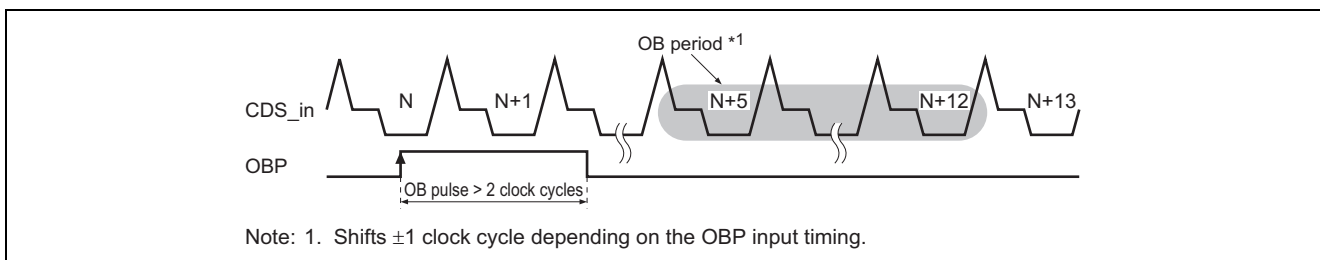 OB period *1
CDS_in
N
N+1
N+5
N+12
N+13
OBP
OB pulse > 2 clock cycles
Note: 1. Shifts ±1 clock cycle depending on the OBP input timing.